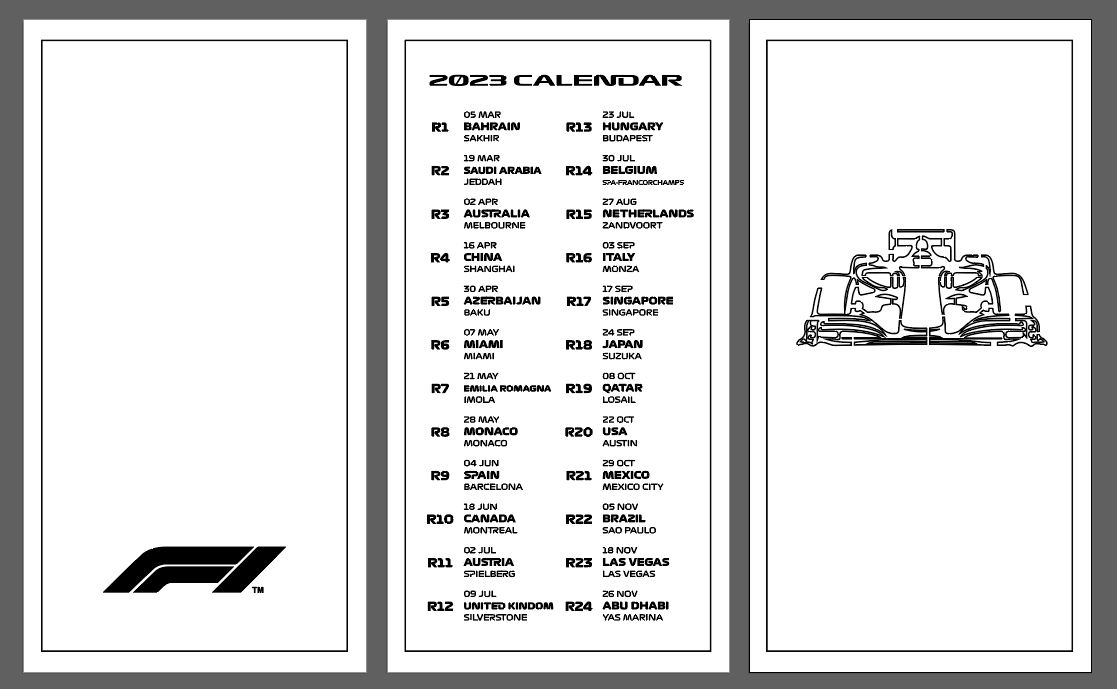 F1
TM
2023 CALENDAR
R1
05 MAR
BAHRAIN
SAKHIR
R2
19 MAR
SAUDI ARABIA
JEDDAH
R3
02 APR
AUSTRALIA
MELBOURNE
R4
16 APR
CHINA
SHANGHAI
R5
30 APR
AZERBAIJAN
BAKU
R6
07 MAY
MIAMI
MIAMI
R7
21 MAY
EMILIA ROMAGNA
IMOLA
R8
28 MAY
MONACO
MONACO
R9
04 JUN
SPAIN
BARCELONA
R10
18 JUN
CANADA
MONTREAL
R11
02 JUL
AUSTRIA
SPIELBERG
R12
09 JUL
UNITED KINDOM
SILVERSTONE
R13
23 JUL
HUNGARY
BUDAPEST
R14
30 JUL
BELGIUM
SPA-FRANCORCHAMPS
R15
27 AUG
NETHERLANDS
ZANDVOORT
R16
03 SEP
ITALY
MONZA
R17
17 SEP
SINGAPORE
SINGAPORE
R18
24 SEP
JAPAN
SUZUKA
R19
08 OCT
QATAR
LOSAIL
R20
22 OCT
USA
AUSTIN
R21
29 OCT
MEXICO
MEXICO CITY
R22
05 NOV
BRAZIL
SAO PAULO
R23
18 NOV
LAS VEGAS
LAS VEGAS
R24
26 NOV
ABU DHABI
YAS MARINA